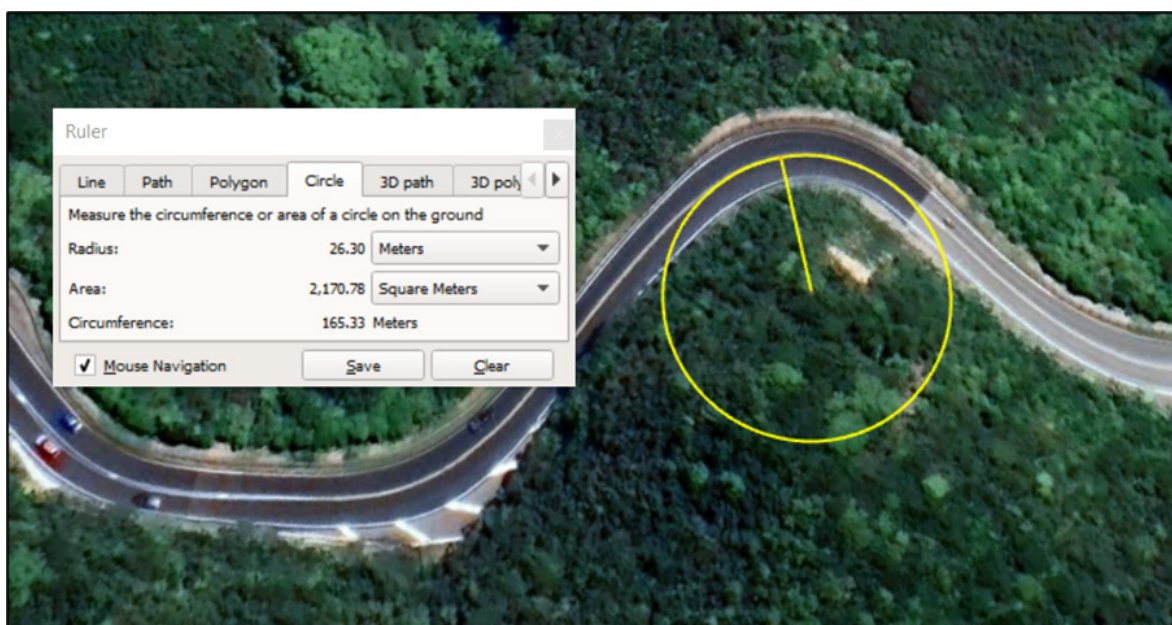 Ruler
Line Path Polygon Circle 3D path 3D poly
Measure the circumference or area of a circle on the ground
Radius: 26.30 Meters
Area: 2,170.78 Square Meters
Circumference: 165.33 Meters
Mouse Navigation Save Clear